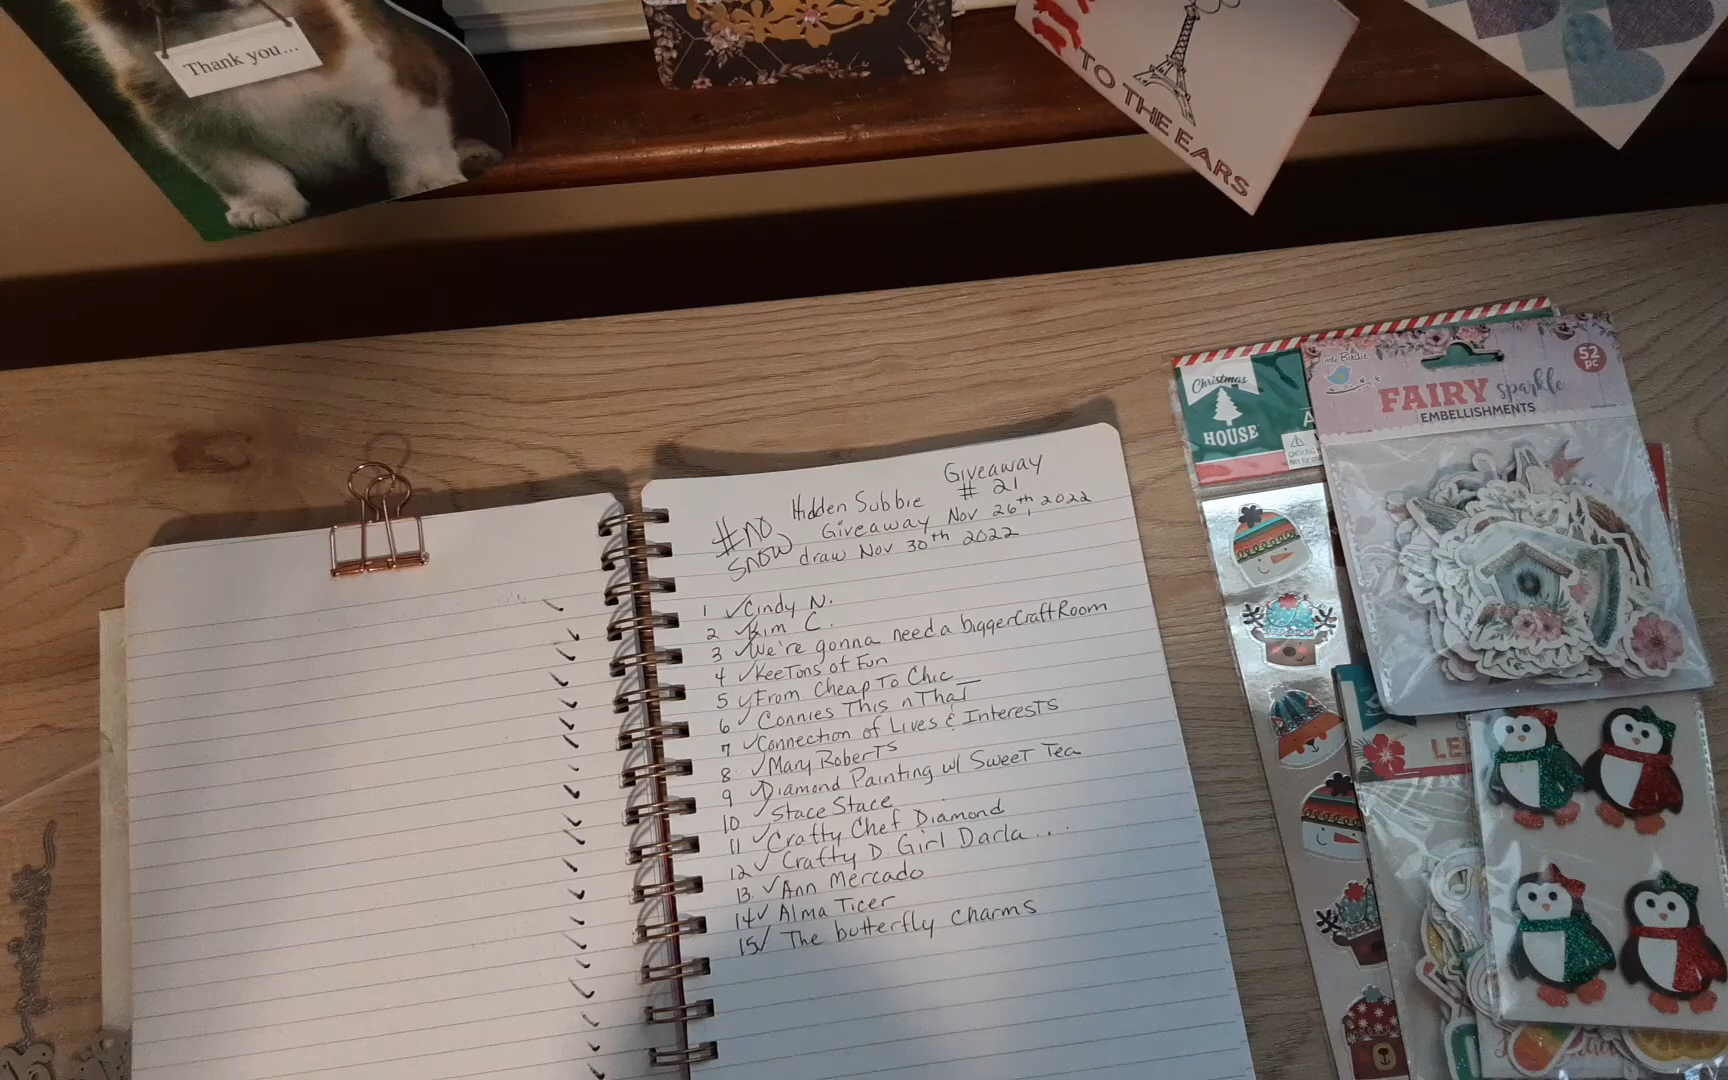 Thank you...
TO THE EARS
Christmas
HOUSE
Little Birdie
52
pc
FAIRY sparkle
EMBELLISHMENTS
Giveaway
# 21
Hidden Subbie
#no
snow
Giveaway Nov 26th, 2022
draw Nov 30th 2022
1 ✓Cindy N.
2 ✓Kim C.
3 ✓We're gonna need a biggerCraftRoom
4 ✓KeeTons of Fun
5 ✓From Cheap To Chic
6 ✓ Connies This n That
7 ✓Connection of Lives & Interests
8 ✓Mary Roberts
9 ✓Diamond Painting w/ Sweet Tea
10 ✓Stace Stace
11 ✓Crafty Chef Diamond
12 ✓ Crafty D. Girl Darla...
13 ✓ Ann Mercado
14✓ Alma Ticer
15✓ The butterfly charms